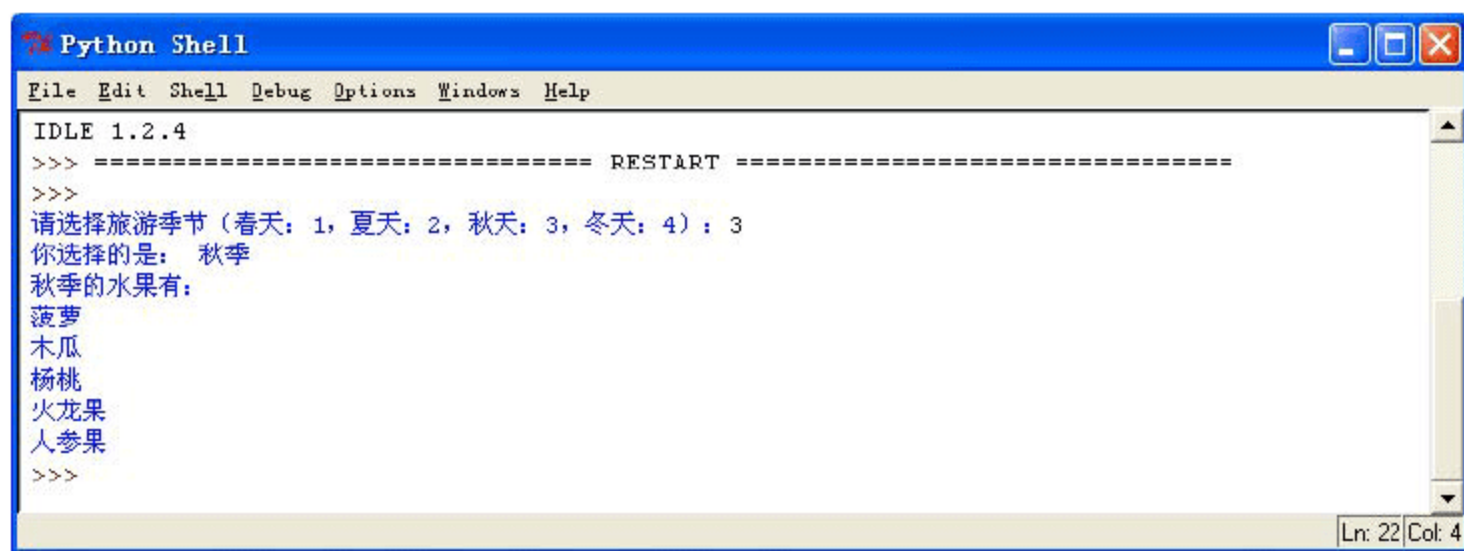 Python Shell
File Edit Shell Debug Options Windows Help
IDLE 1.2.4
>>> ================================ RESTART ================================
>>>
请选择旅游季节（春天：1，夏天：2，秋天：3，冬天：4）：3
你选择的是： 秋季
秋季的水果有：
菠萝
木瓜
杨桃
火龙果
人参果
>>>
Ln: 22 Col: 4